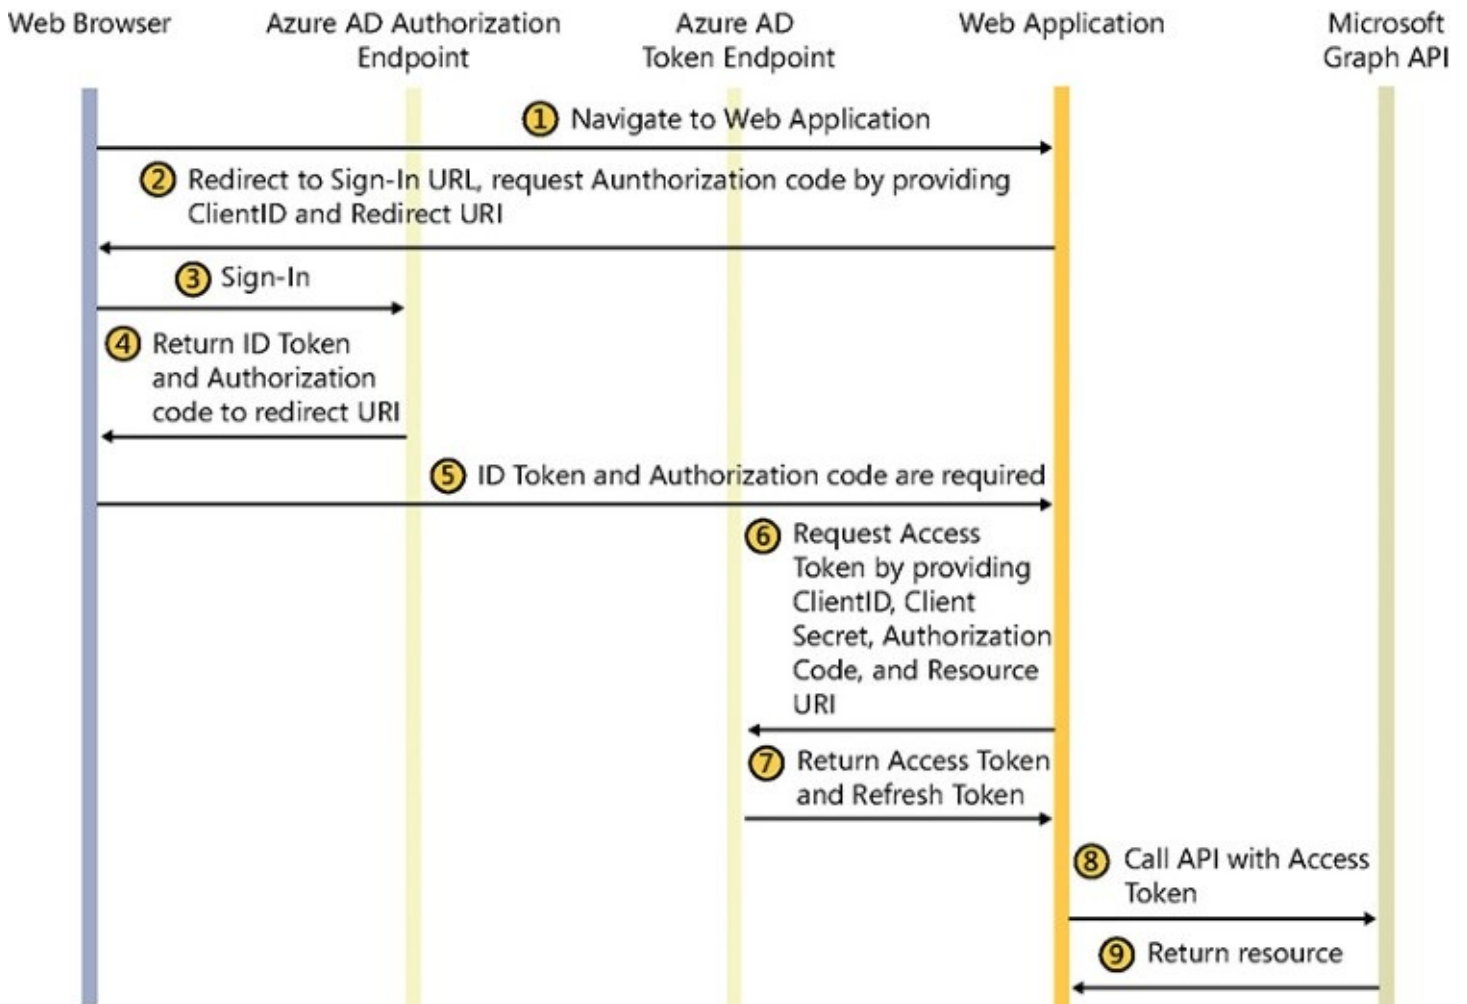 Web Browser
Azure AD Authorization
Endpoint
Azure AD
Token Endpoint
Web Application
Microsoft
Graph API
1 Navigate to Web Application
2 Redirect to Sign-In URL, request Aunthorization code by providing
ClientID and Redirect URI
3 Sign-In
4 Return ID Token
and Authorization
code to redirect URI
5 ID Token and Authorization code are required
6 Request Access
Token by providing
ClientID, Client
Secret, Authorization
Code, and Resource
URI
7 Return Access Token
and Refresh Token
8 Call API with Access
Token
9 Return resource